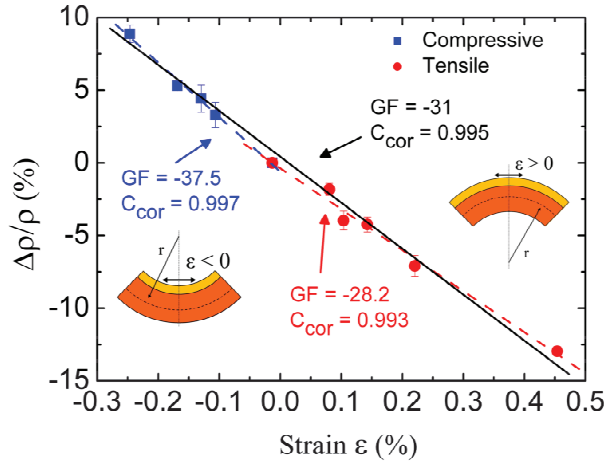 10
5
0
-5
-10
-15
Δρ/ρ (%)
Compressive
Tensile
GF = -31
C_cor = 0.995
ε > 0
r
GF = -37.5
C_cor = 0.997
r
ε < 0
GF = -28.2
C_cor = 0.993
-0.3 -0.2 -0.1 0.0 0.1 0.2 0.3 0.4 0.5
Strain ε (%)